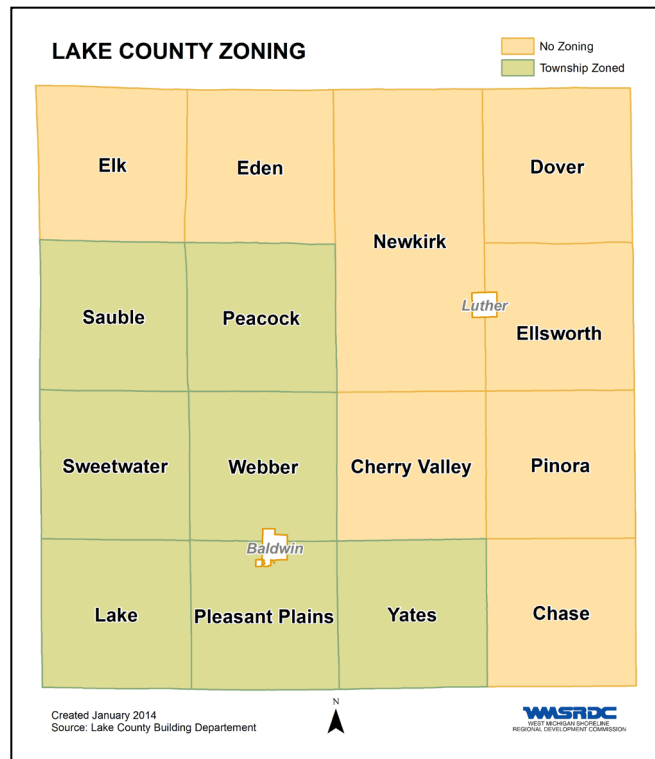 LAKE COUNTY ZONING
No Zoning
Township Zoned
Elk
Eden
Dover
Newkirk
Luther
Sauble
Peacock
Ellsworth
Sweetwater
Webber
Cherry Valley
Pinora
Baldwin
Lake
Pleasant Plains
Yates
Chase
Created January 2014
Source: Lake County Building Departement
N
WMSRDC
WEST MICHIGAN SHORELINE
REGIONAL DEVELOPMENT COMMISSION